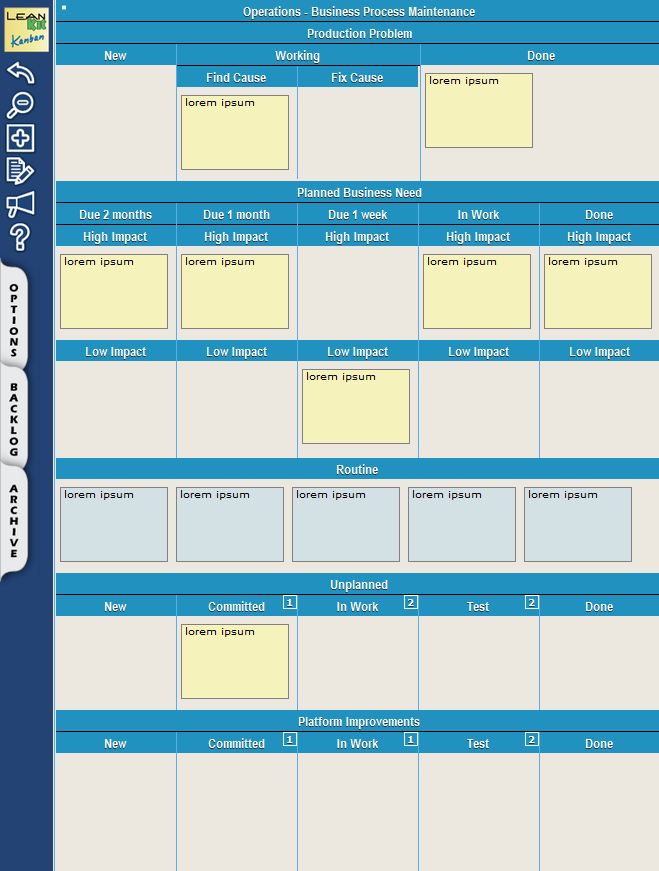 LEAN
Kit
Kanban
OPTIONS
BACKLOG
ARCHIVE
Operations - Business Process Maintenance
Production Problem
New Working Done
Find Cause Fix Cause
lorem ipsum
lorem ipsum
Planned Business Need
Due 2 months Due 1 month Due 1 week In Work Done
High Impact High Impact High Impact High Impact High Impact
lorem ipsum lorem ipsum lorem ipsum lorem ipsum
Low Impact Low Impact Low Impact Low Impact Low Impact
lorem ipsum
Routine
lorem ipsum lorem ipsum lorem ipsum lorem ipsum lorem ipsum
Unplanned
New Committed 1 In Work 2 Test 2 Done
lorem ipsum
Platform Improvements
New Committed 1 In Work 1 Test 2 Done